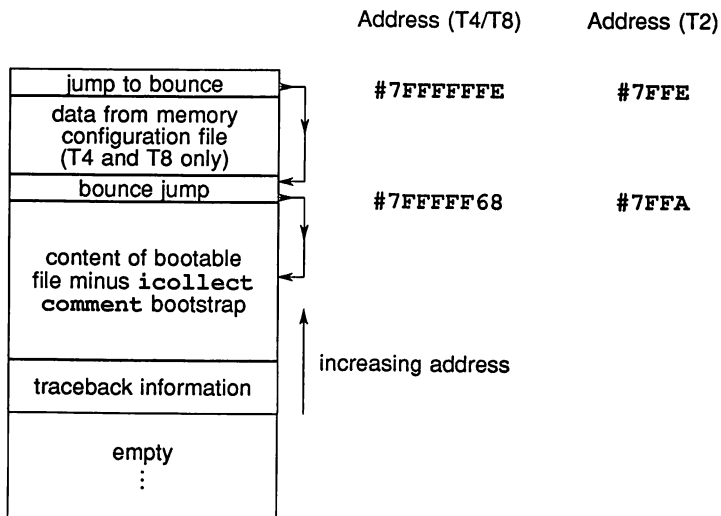 Address (T4/T8) Address (T2)
jump to bounce #7FFFFFFE #7FFE
data from memory
configuration file
(T4 and T8 only)
bounce jump #7FFFFF68 #7FFA
content of bootable
file minus icollect
comment bootstrap
increasing address
traceback information
empty
⋮